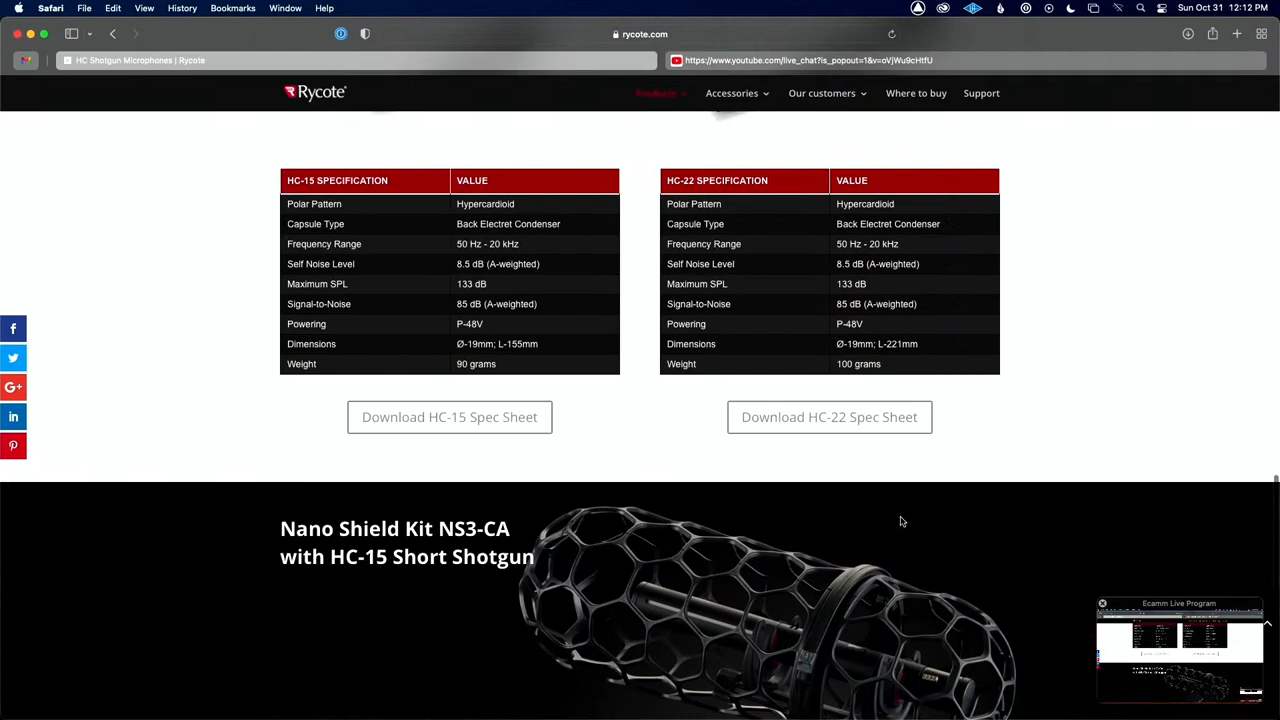 Safari File Edit View History Bookmarks Window Help Sun Oct 31 12:12 PM
rycote.com
HC Shotgun Microphones | Rycote https://www.youtube.com/live_chat?is_popout=1&v=oVjWu9cHtfU
Rycote Products Accessories Our customers Where to buy Support
HC-15 SPECIFICATION VALUE
Polar Pattern Hypercardioid
Capsule Type Back Electret Condenser
Frequency Range 50 Hz - 20 kHz
Self Noise Level 8.5 dB (A-weighted)
Maximum SPL 133 dB
Signal-to-Noise 85 dB (A-weighted)
Powering P-48V
Dimensions Ø-19mm; L-155mm
Weight 90 grams
Download HC-15 Spec Sheet
HC-22 SPECIFICATION VALUE
Polar Pattern Hypercardioid
Capsule Type Back Electret Condenser
Frequency Range 50 Hz - 20 kHz
Self Noise Level 8.5 dB (A-weighted)
Maximum SPL 133 dB
Signal-to-Noise 85 dB (A-weighted)
Powering P-48V
Dimensions Ø-19mm; L-221mm
Weight 100 grams
Download HC-22 Spec Sheet
Nano Shield Kit NS3-CA
with HC-15 Short Shotgun
Ecamm Live Program